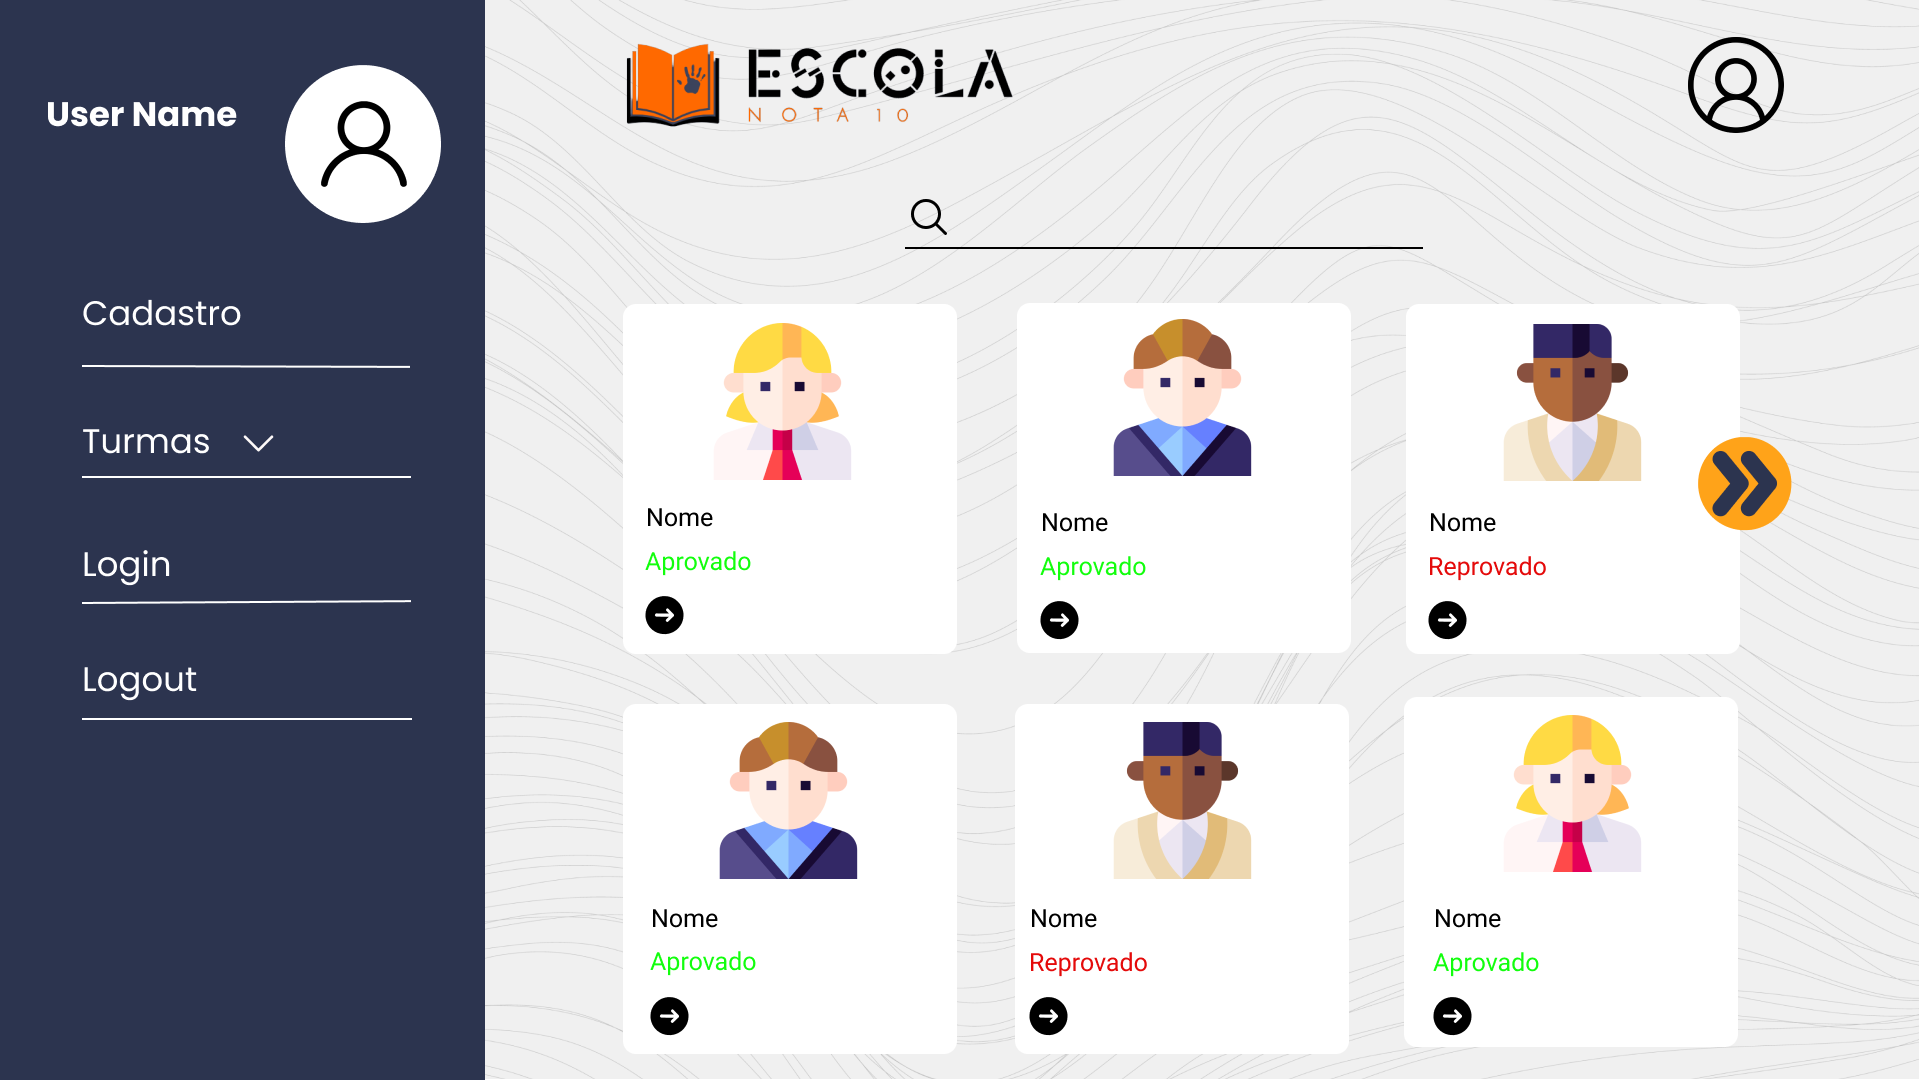 User Name
Cadastro
Turmas
Login
Logout
ESCOLA
NOTA 10
Nome
Aprovado
Nome
Aprovado
Nome
Reprovado
Nome
Aprovado
Nome
Reprovado
Nome
Aprovado